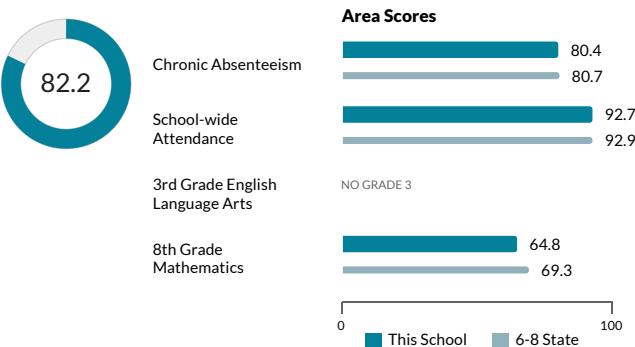 Area Scores
82.2
Chronic Absenteeism
80.4
80.7
School-wide
Attendance
92.7
92.9
3rd Grade English
Language Arts
NO GRADE 3
8th Grade
Mathematics
64.8
69.3
0
100
This School
6-8 State